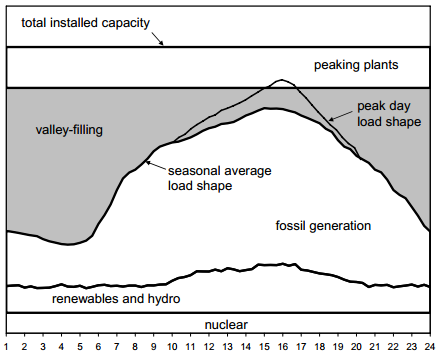 total installed capacity
peaking plants
peak day
load shape
valley-filling
seasonal average
load shape
fossil generation
renewables and hydro
nuclear
1 2 3 4 5 6 7 8 9 10 11 12 13 14 15 16 17 18 19 20 21 22 23 24